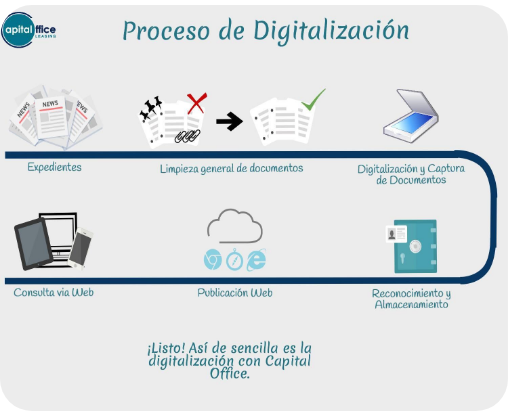 apital ffice
LEASING
Proceso de Digitalización
NEWS NEWS NEWS
Expedientes
Limpieza general de documentos
Digitalización y Captura
de Documentos
Consulta via Web
Publicación Web
Reconocimiento y
Almacenamiento
¡Listo! Así de sencilla es la
digitalización con Capital
Office.